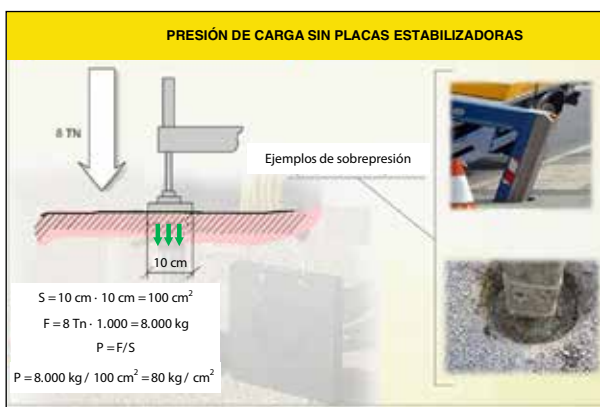 PRESIÓN DE CARGA SIN PLACAS ESTABILIZADORAS
8 TN
Ejemplos de sobrepresión
10 cm
S = 10 cm · 10 cm = 100 cm²
F = 8 Tn · 1.000 = 8.000 kg
P = F/S
P = 8.000 kg / 100 cm² = 80 kg / cm²